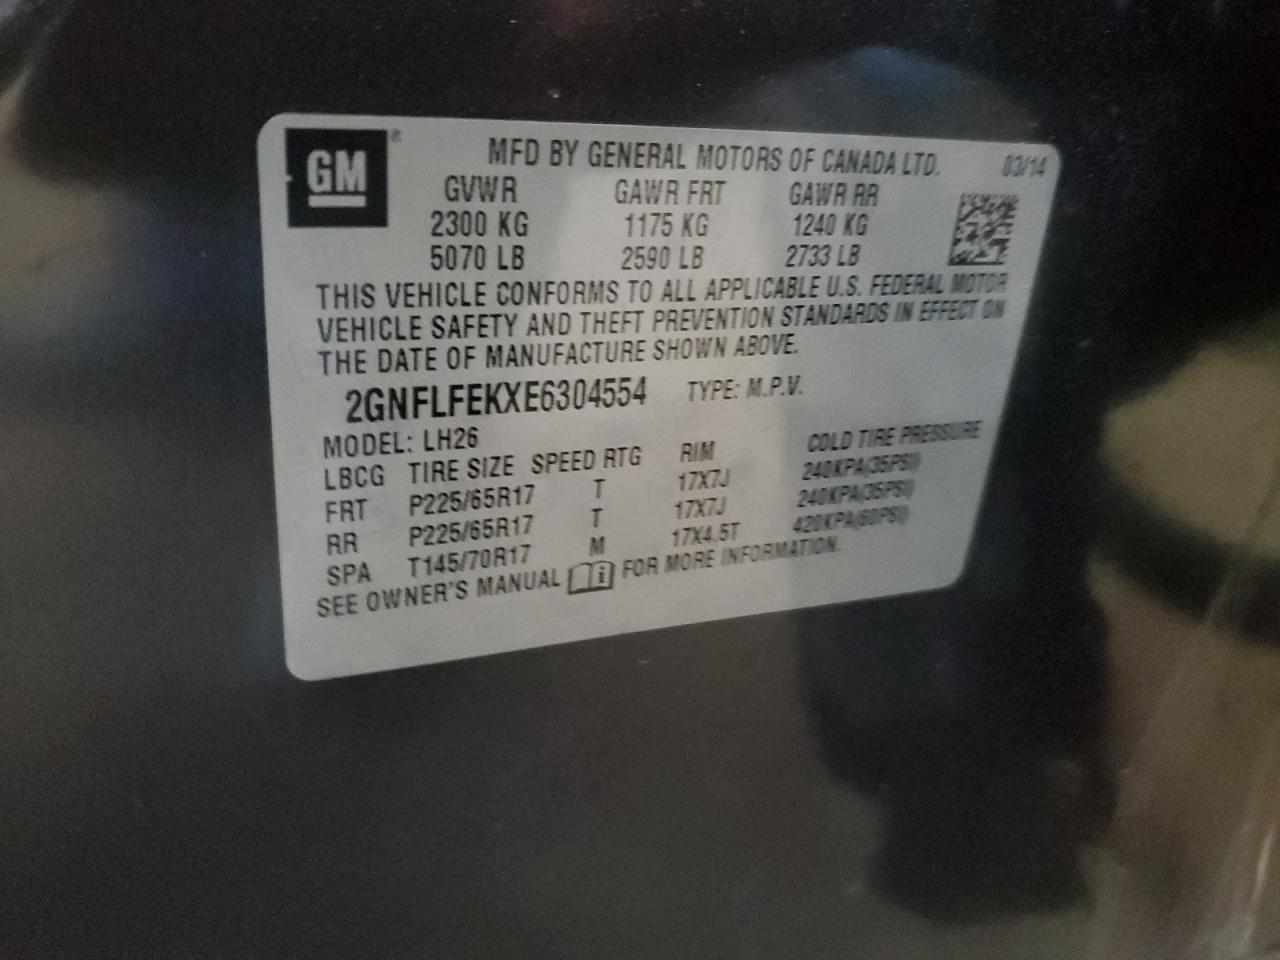 GM ®
MFD BY GENERAL MOTORS OF CANADA LTD. 03/14
GVWR GAWR FRT GAWR RR
2300 KG 1175 KG 1240 KG
5070 LB 2590 LB 2733 LB
THIS VEHICLE CONFORMS TO ALL APPLICABLE U.S. FEDERAL MOTOR
VEHICLE SAFETY AND THEFT PREVENTION STANDARDS IN EFFECT ON
THE DATE OF MANUFACTURE SHOWN ABOVE.
2GNFLFEKXE6304554 TYPE: M.P.V.
MODEL: LH26
LBCG TIRE SIZE SPEED RTG RIM COLD TIRE PRESSURE
FRT P225/65R17 T 17X7J 240KPA(35PSI)
RR P225/65R17 T 17X7J 240KPA(35PSI)
SPA T145/70R17 M 17X4.5T 420KPA(60PSI)
SEE OWNER'S MANUAL i FOR MORE INFORMATION.